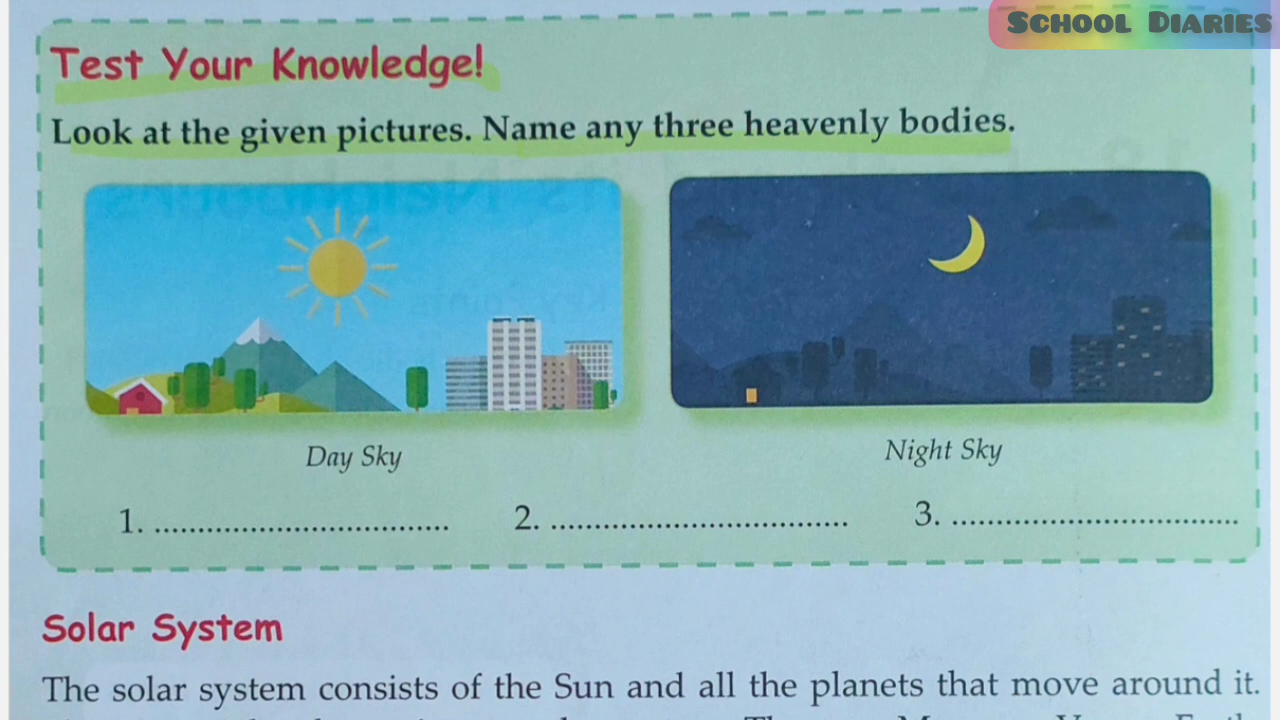 School Diaries
Test Your Knowledge!
Look at the given pictures. Name any three heavenly bodies.
Day Sky
Night Sky
1. ..................................
2. ..................................
3. ..................................
Solar System
The solar system consists of the Sun and all the planets that move around it.